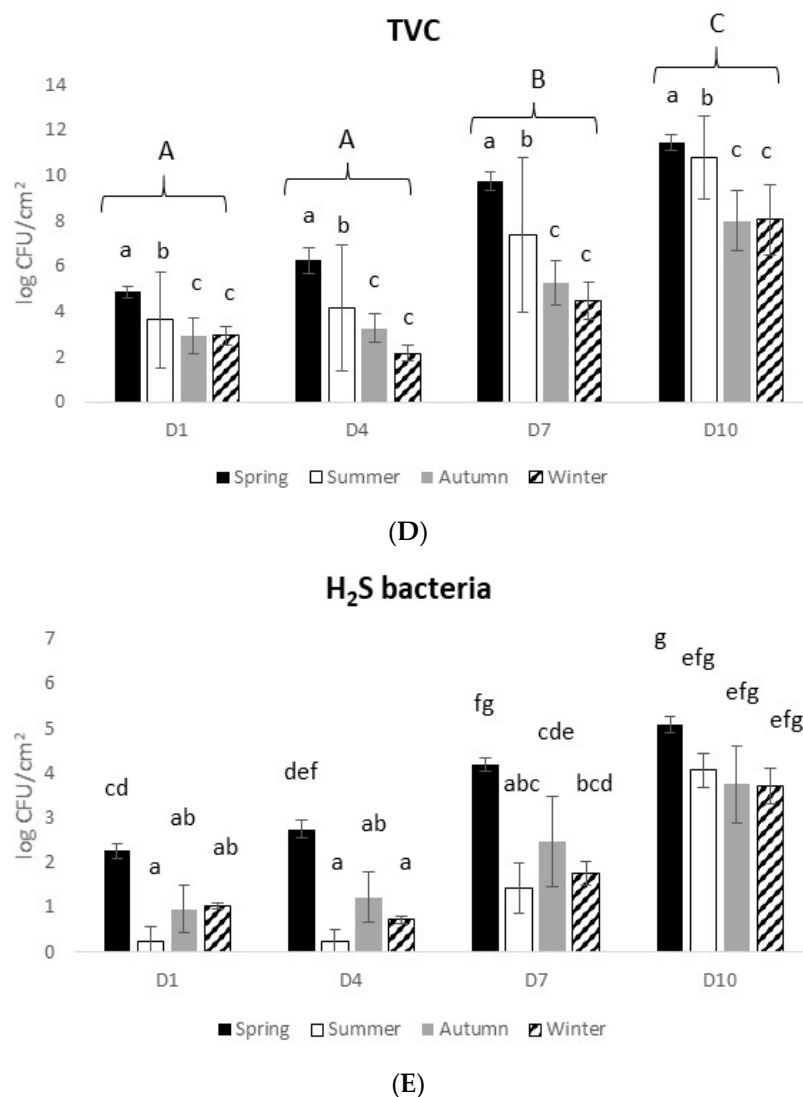 TVC
C
14
a
b
B
12
a
b
A
c
c
10
A
8
a
b
c
c
6
a
b
c
c
4
c
c
2
0
log CFU/cm²
D1 D4 D7 D10
Spring Summer Autumn Winter
(D)
H₂S bacteria
7
g
efg
6
efg
fg
efg
5
cde
def
4
cd
abc
bcd
3
ab
ab
ab
2
a
a
a
1
0
log CFU/cm²
D1 D4 D7 D10
Spring Summer Autumn Winter
(E)